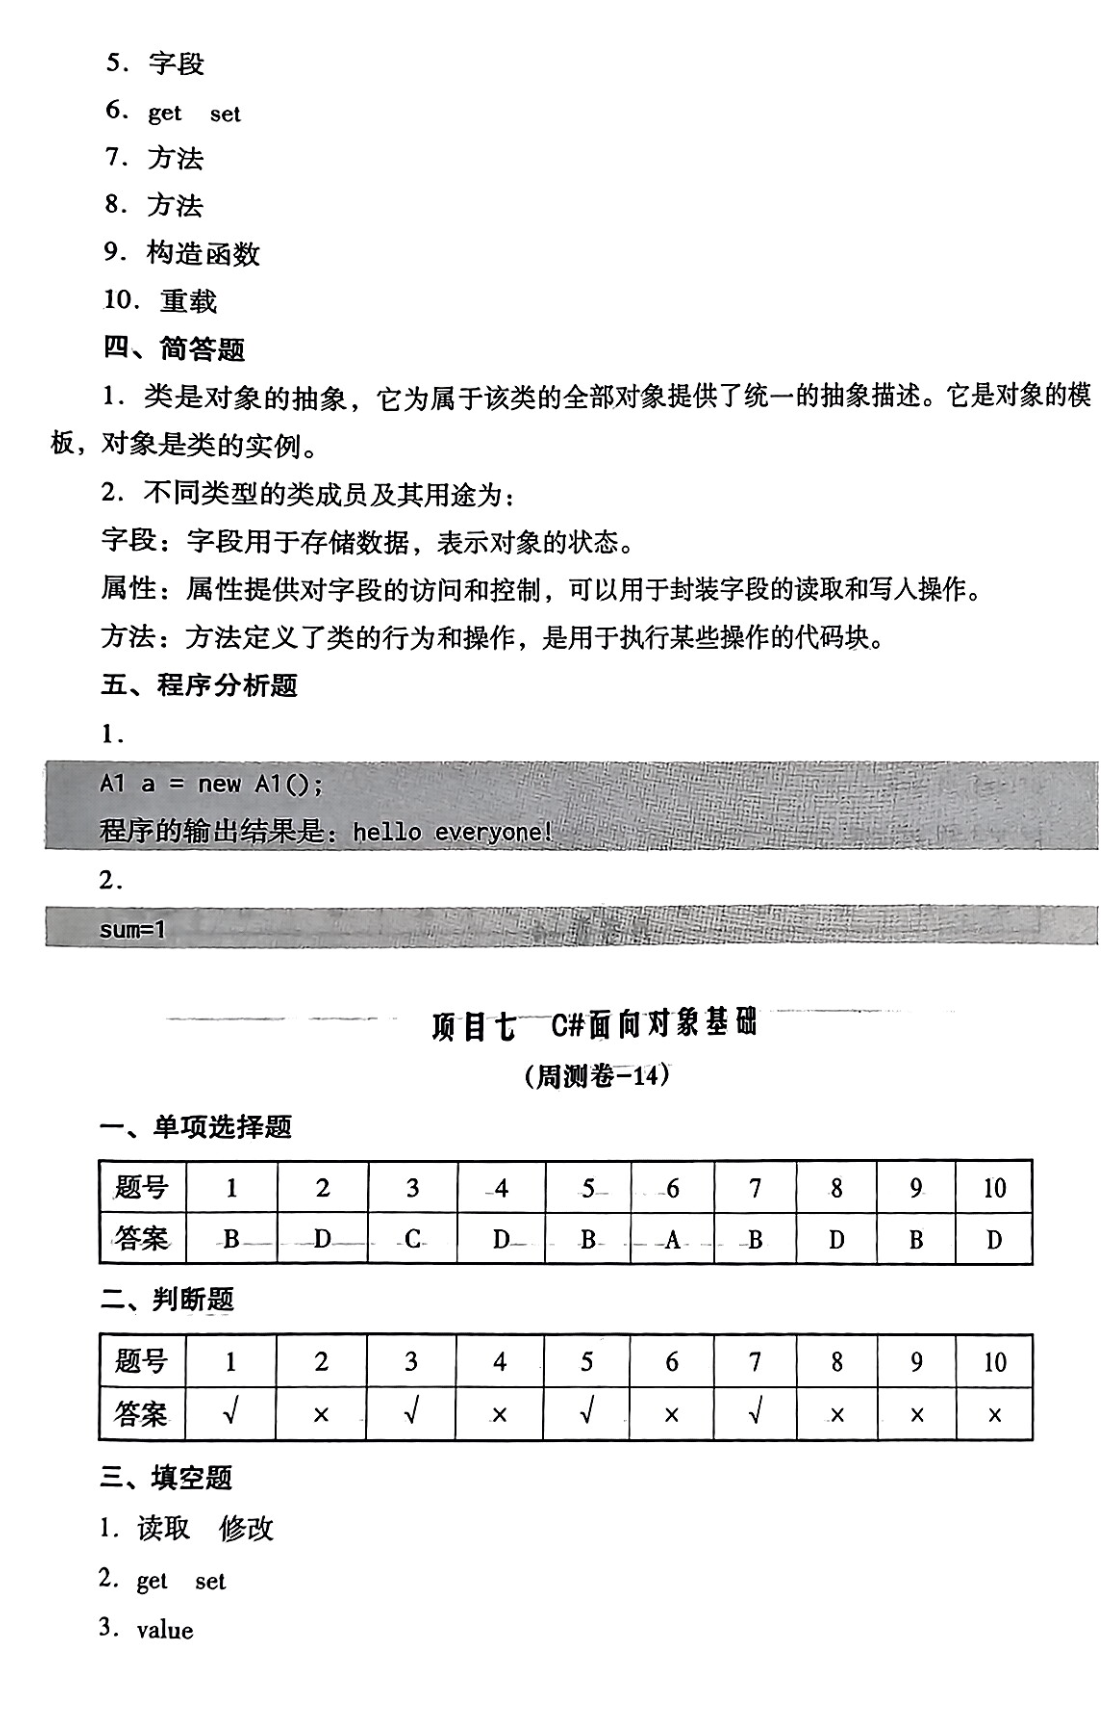 5. 字段
6. get set
7. 方法
8. 方法
9. 构造函数
10. 重载
四、简答题
1. 类是对象的抽象，它为属于该类的全部对象提供了统一的抽象描述。它是对象的模
板，对象是类的实例。
2. 不同类型的类成员及其用途为：
字段：字段用于存储数据，表示对象的状态。
属性：属性提供对字段的访问和控制，可以用于封装字段的读取和写入操作。
方法：方法定义了类的行为和操作，是用于执行某些操作的代码块。
五、程序分析题
1.
A1 a = new A1();
程序的输出结果是：hello everyone!
2.
sum=1
项目七 C#面向对象基础
（周测卷-14）
一、单项选择题
题号 1 2 3 4 5 6 7 8 9 10
答案 B D C D B A B D B D
二、判断题
题号 1 2 3 4 5 6 7 8 9 10
答案 √ × √ × √ × √ × × ×
三、填空题
1. 读取 修改
2. get set
3. value